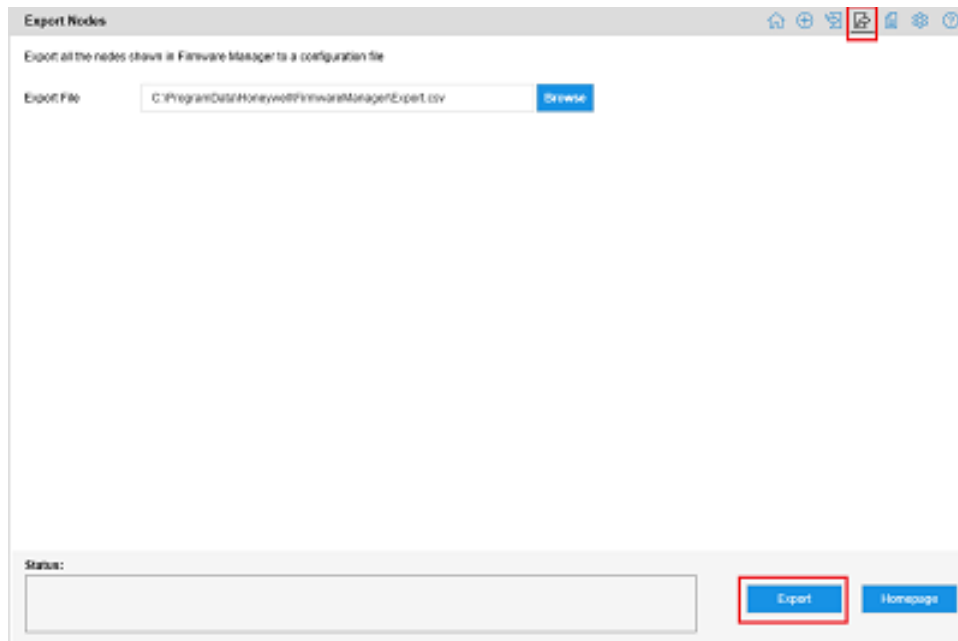 Export Nodes
Export all the nodes shown in Firmware Manager to a configuration file
Export File
C:\ProgramData\Honeywell\FirmwareManager\Export.csv
Browse
Status:
Export
Homepage